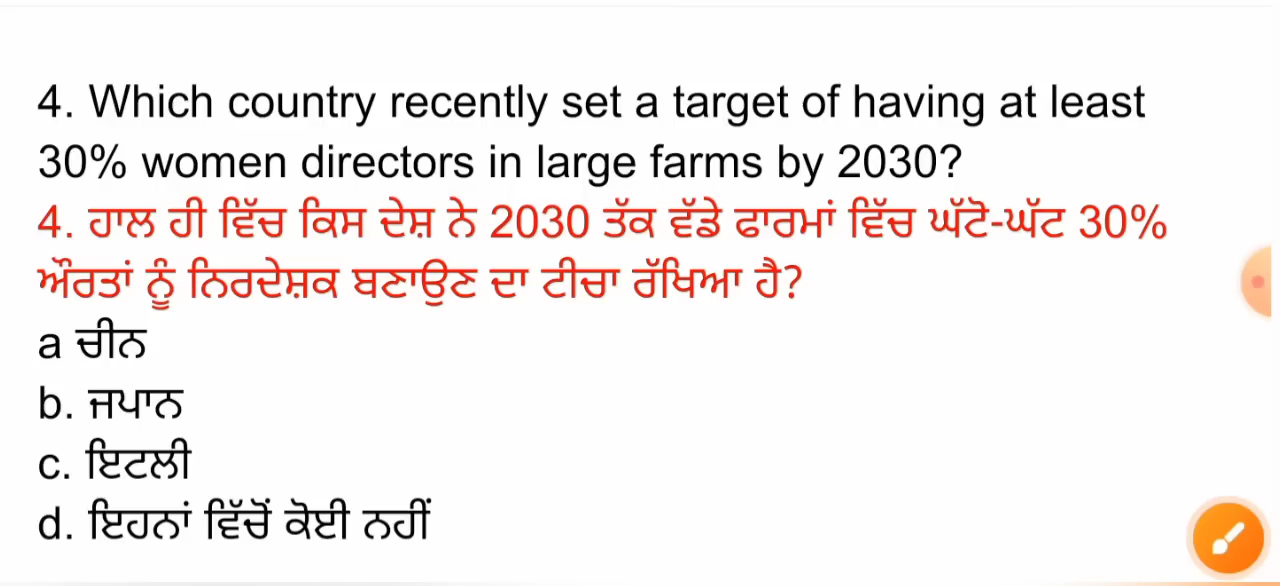 4. Which country recently set a target of having at least
30% women directors in large farms by 2030?
4. ਹਾਲ ਹੀ ਵਿੱਚ ਕਿਸ ਦੇਸ਼ ਨੇ 2030 ਤੱਕ ਵੱਡੇ ਫਾਰਮਾਂ ਵਿੱਚ ਘੱਟੋ-ਘੱਟ 30%
ਔਰਤਾਂ ਨੂੰ ਨਿਰਦੇਸ਼ਕ ਬਣਾਉਣ ਦਾ ਟੀਚਾ ਰੱਖਿਆ ਹੈ?
a ਚੀਨ
b. ਜਪਾਨ
c. ਇਟਲੀ
d. ਇਹਨਾਂ ਵਿੱਚੋਂ ਕੋਈ ਨਹੀਂ